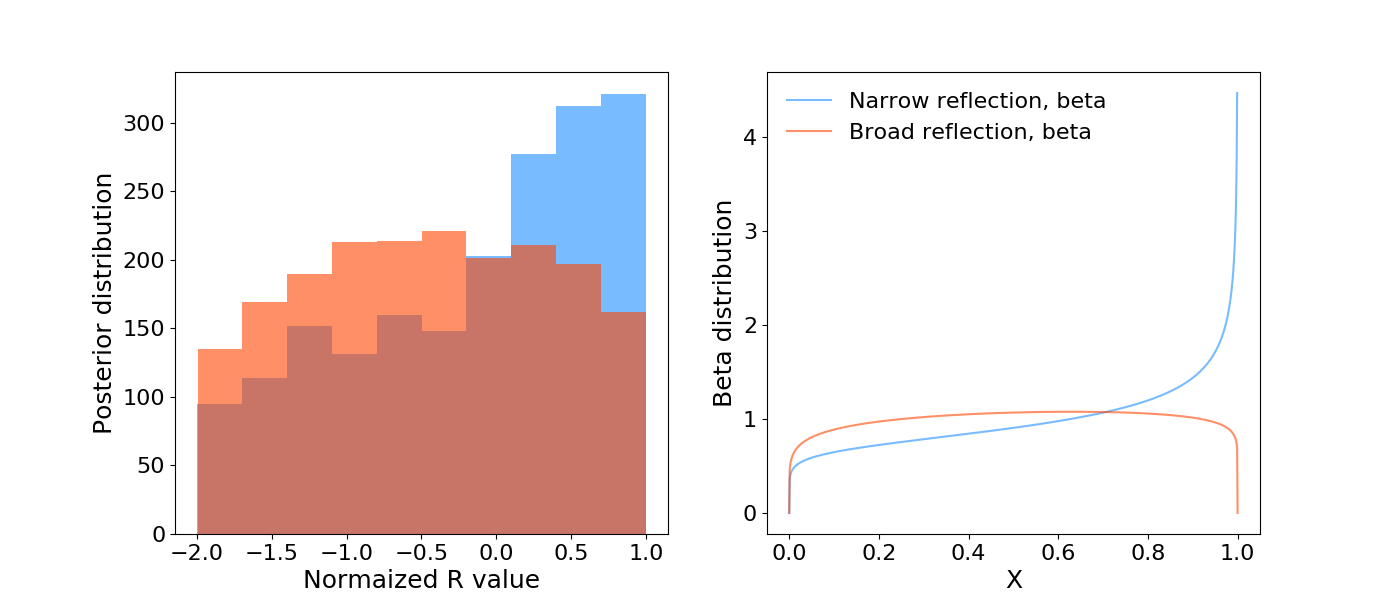 Posterior distribution
300
250
200
150
100
50
0
−2.0 −1.5 −1.0 −0.5 0.0 0.5 1.0
Normaized R value
Beta distribution
Narrow reflection, beta
Broad reflection, beta
4
3
2
1
0
0.0 0.2 0.4 0.6 0.8 1.0
X